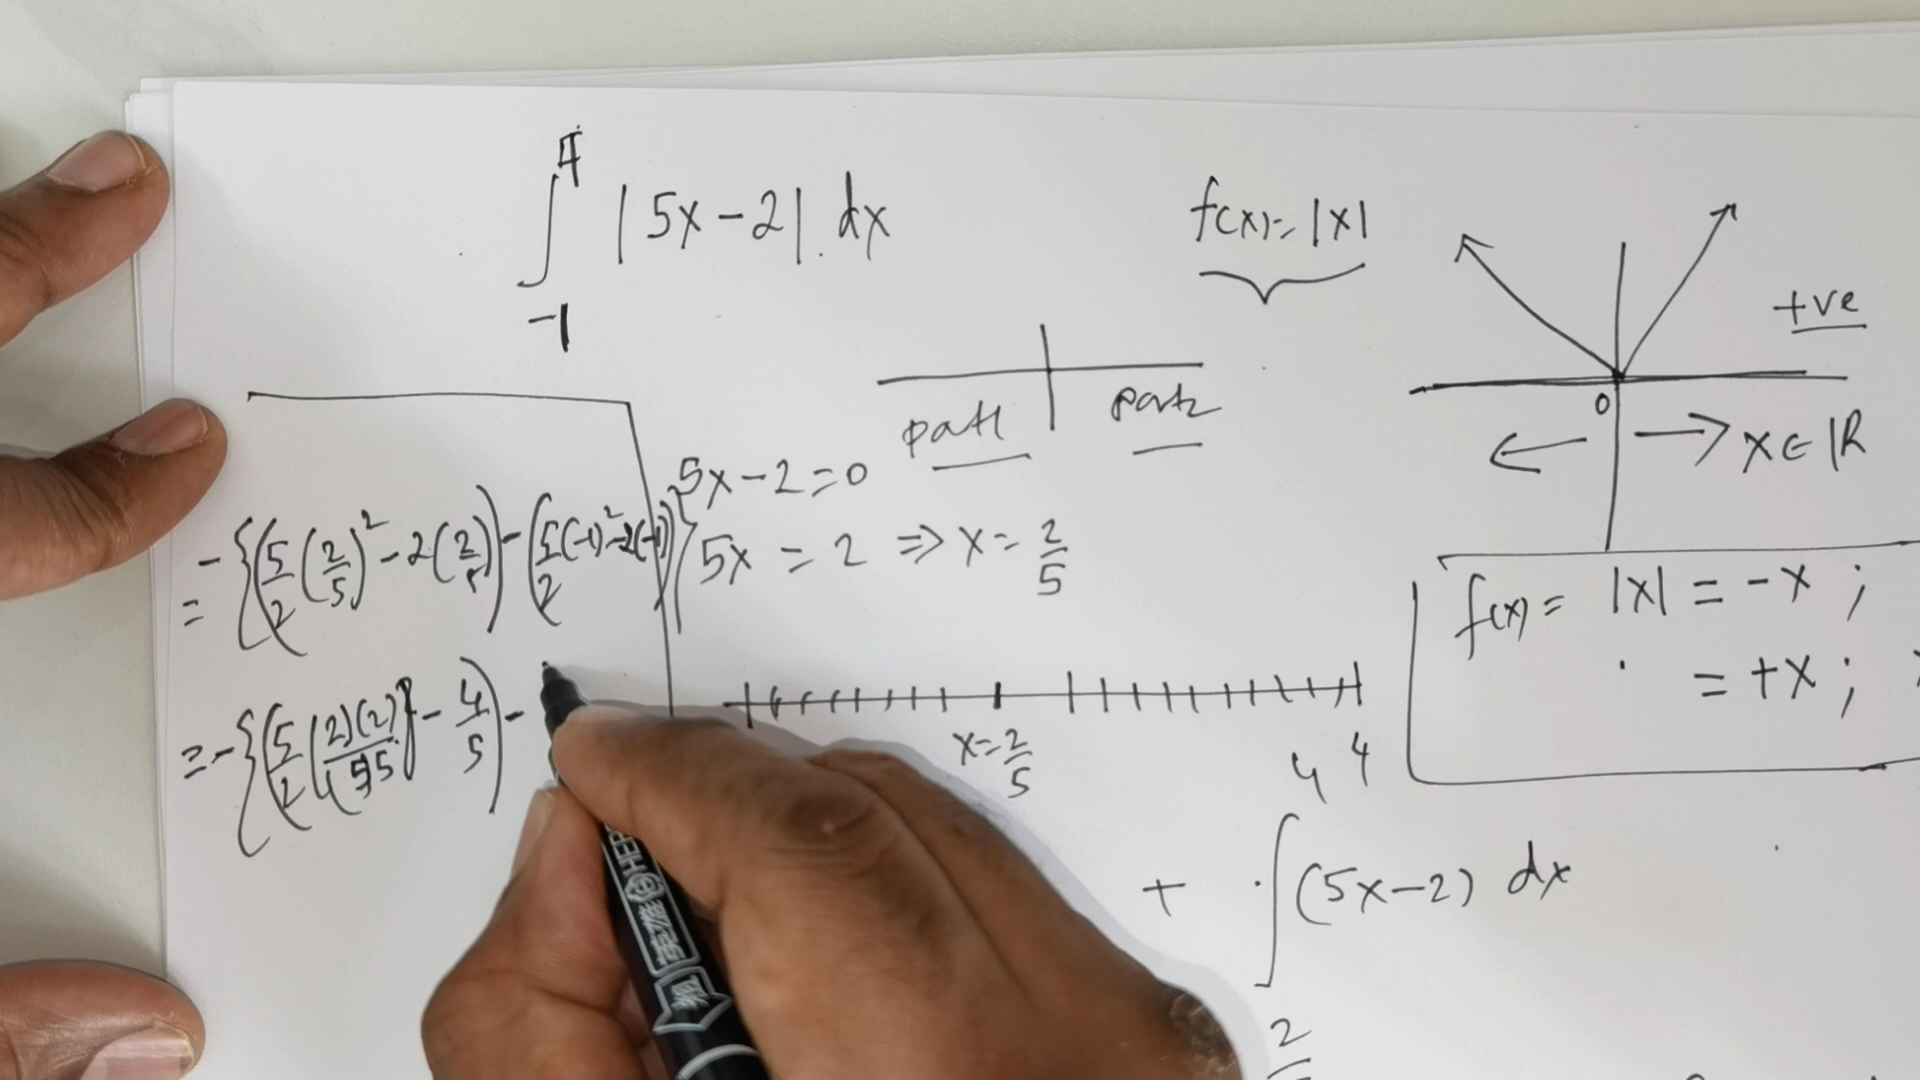 ∫_{-1}^{4} |5x-2| dx
f(x)= |x|
+ve
0
x∈ℝ
part1 part2
5x-2=0
5x = 2 ⇒ x= 2/5
= -{(5/2 (2/5)² -2(2/5)) - (5/2 (-1)² -2(-1))}
= -{(5/2 ((2)(2)/5·5) - 4/5) -
x=2/5
4
4
f(x)= |x| = -x ;
= +x ;
+ ∫ (5x-2) dx
2